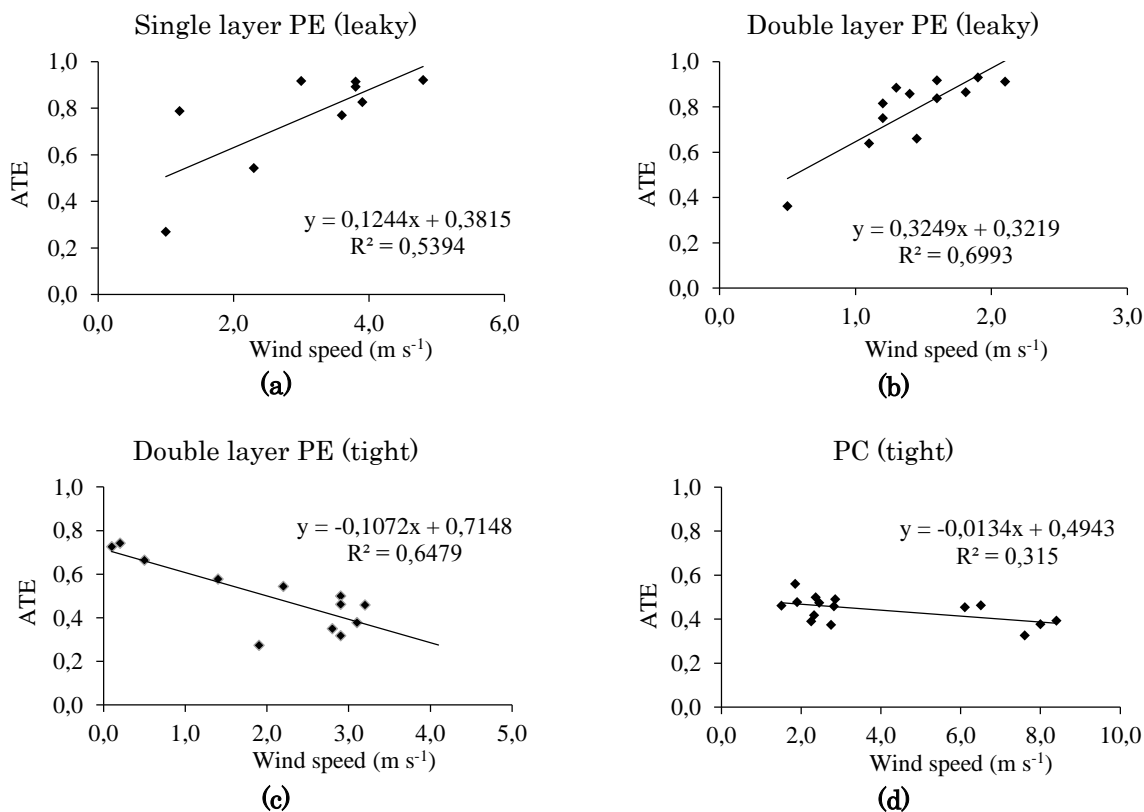 Single layer PE (leaky)
1,0
0,8
0,6
0,4
0,2
0,0
ATE
y = 0,1244x + 0,3815
R² = 0,5394
0,0 2,0 4,0 6,0
Wind speed (m s⁻¹)
(a)
Double layer PE (leaky)
1,0
0,8
0,6
0,4
0,2
0,0
ATE
y = 0,3249x + 0,3219
R² = 0,6993
0,0 1,0 2,0 3,0
Wind speed (m s⁻¹)
(b)
Double layer PE (tight)
1,0
0,8
0,6
0,4
0,2
0,0
ATE
y = -0,1072x + 0,7148
R² = 0,6479
0,0 1,0 2,0 3,0 4,0 5,0
Wind speed (m s⁻¹)
(c)
PC (tight)
1,0
0,8
0,6
0,4
0,2
0,0
ATE
y = -0,0134x + 0,4943
R² = 0,315
0,0 2,0 4,0 6,0 8,0 10,0
Wind speed (m s⁻¹)
(d)